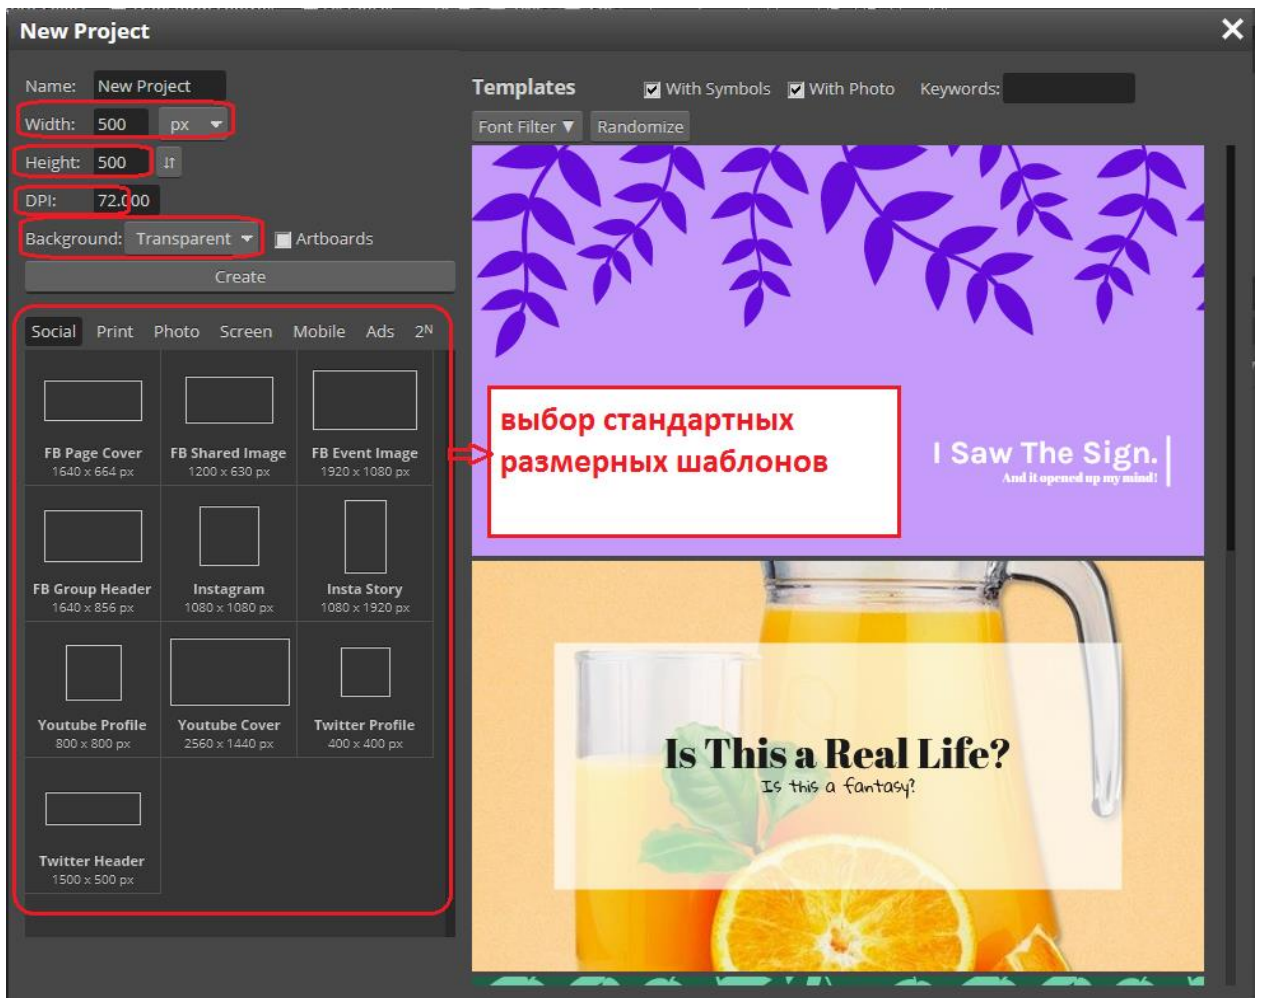 New Project
Name: New Project
Width: 500 px
Height: 500
DPI: 72.000
Background: Transparent Artboards
Create
Social Print Photo Screen Mobile Ads 2ᴺ
FB Page Cover
1640 x 664 px
FB Shared Image
1200 x 630 px
FB Event Image
1920 x 1080 px
FB Group Header
1640 x 856 px
Instagram
1080 x 1080 px
Insta Story
1080 x 1920 px
Youtube Profile
800 x 800 px
Youtube Cover
2560 x 1440 px
Twitter Profile
400 x 400 px
Twitter Header
1500 x 500 px
Templates With Symbols With Photo Keywords:
Font Filter ▼ Randomize
выбор стандартных
размерных шаблонов
I Saw The Sign.
And it opened up my mind!
Is This a Real Life?
Is this a fantasy?